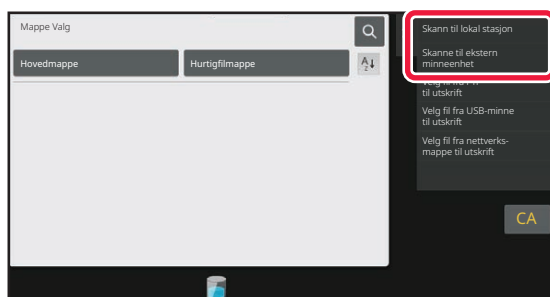 Mappe Valg
Hovedmappe
Hurtigfilmappe
A
Z
Skann til lokal stasjon
Skanne til ekstern
minneenhet
til utskrift
Velg fil fra USB-minne
til utskrift
Velg fil fra nettverks-
mappe til utskrift
CA